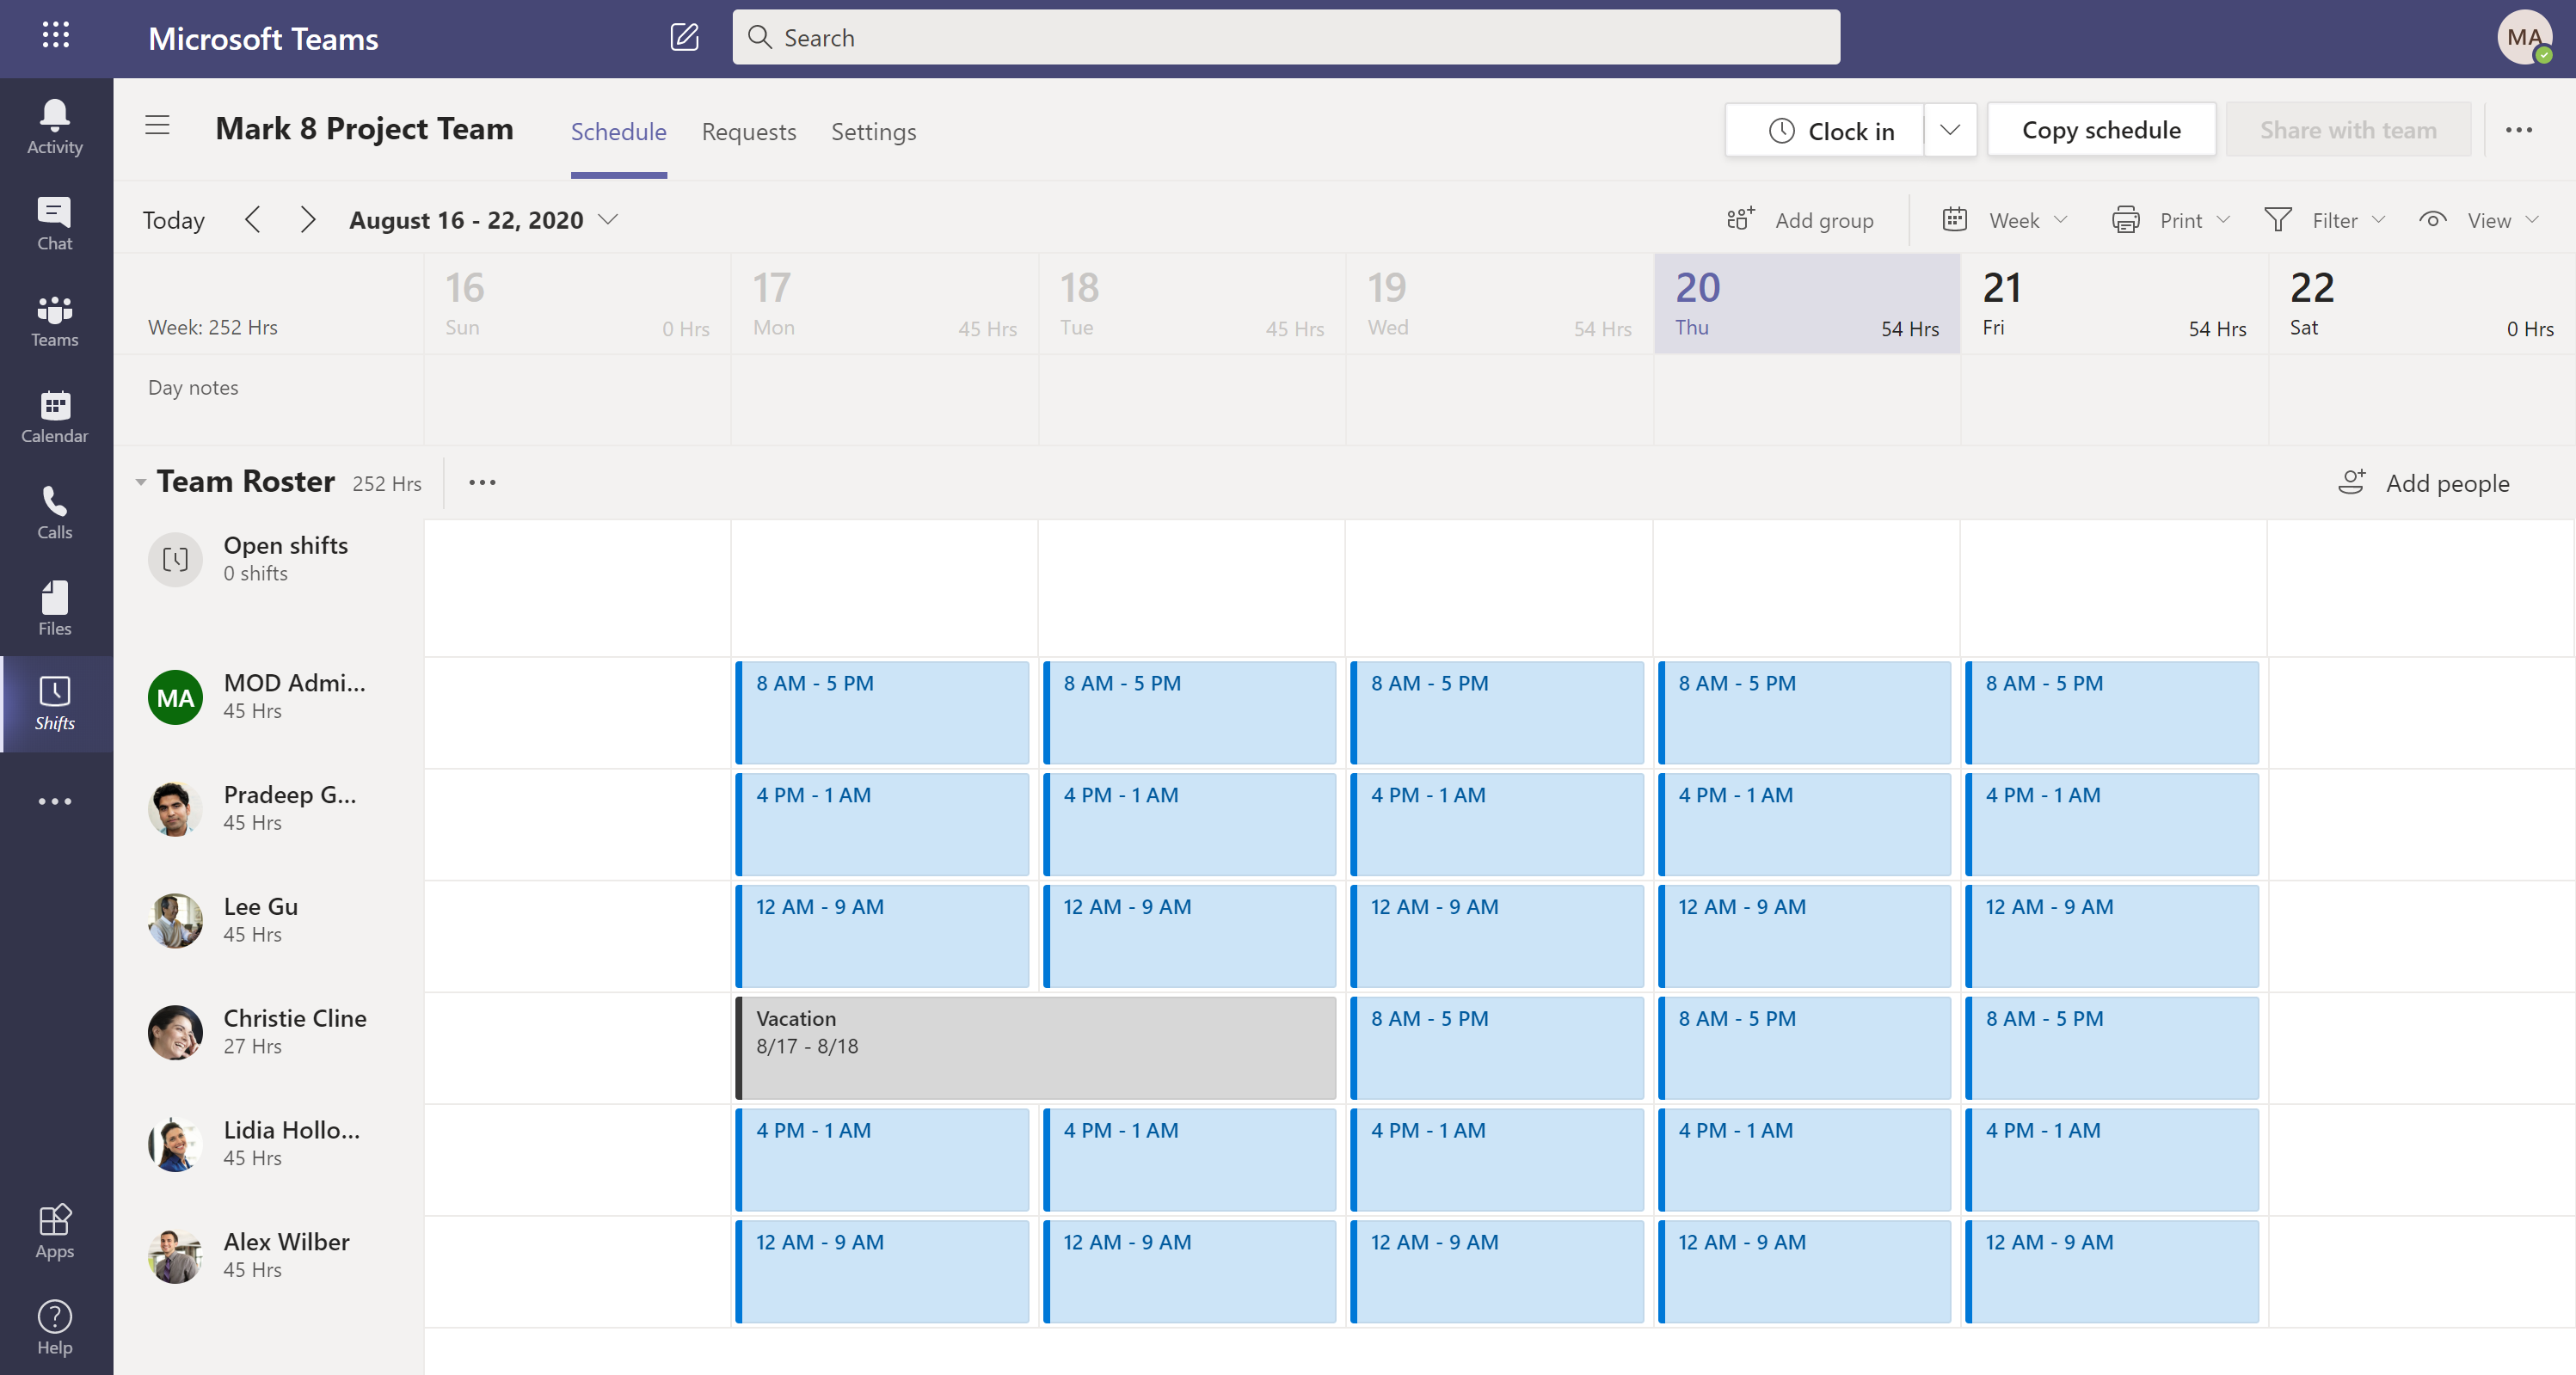 Microsoft Teams
Search
MA
Activity
Chat
Teams
Calendar
Calls
Files
Shifts
Apps
Help
Mark 8 Project Team
Schedule
Requests
Settings
Clock in
Copy schedule
Share with team
Today
August 16 - 22, 2020
Add group
Week
Print
Filter
View
Week: 252 Hrs
16
Sun 0 Hrs
17
Mon 45 Hrs
18
Tue 45 Hrs
19
Wed 54 Hrs
20
Thu 54 Hrs
21
Fri 54 Hrs
22
Sat 0 Hrs
Day notes
Team Roster 252 Hrs
Add people
Open shifts
0 shifts
MA
MOD Admi...
45 Hrs
8 AM - 5 PM
8 AM - 5 PM
8 AM - 5 PM
8 AM - 5 PM
8 AM - 5 PM
Pradeep G...
45 Hrs
4 PM - 1 AM
4 PM - 1 AM
4 PM - 1 AM
4 PM - 1 AM
4 PM - 1 AM
Lee Gu
45 Hrs
12 AM - 9 AM
12 AM - 9 AM
12 AM - 9 AM
12 AM - 9 AM
12 AM - 9 AM
Christie Cline
27 Hrs
Vacation
8/17 - 8/18
8 AM - 5 PM
8 AM - 5 PM
8 AM - 5 PM
Lidia Hollo...
45 Hrs
4 PM - 1 AM
4 PM - 1 AM
4 PM - 1 AM
4 PM - 1 AM
4 PM - 1 AM
Alex Wilber
45 Hrs
12 AM - 9 AM
12 AM - 9 AM
12 AM - 9 AM
12 AM - 9 AM
12 AM - 9 AM